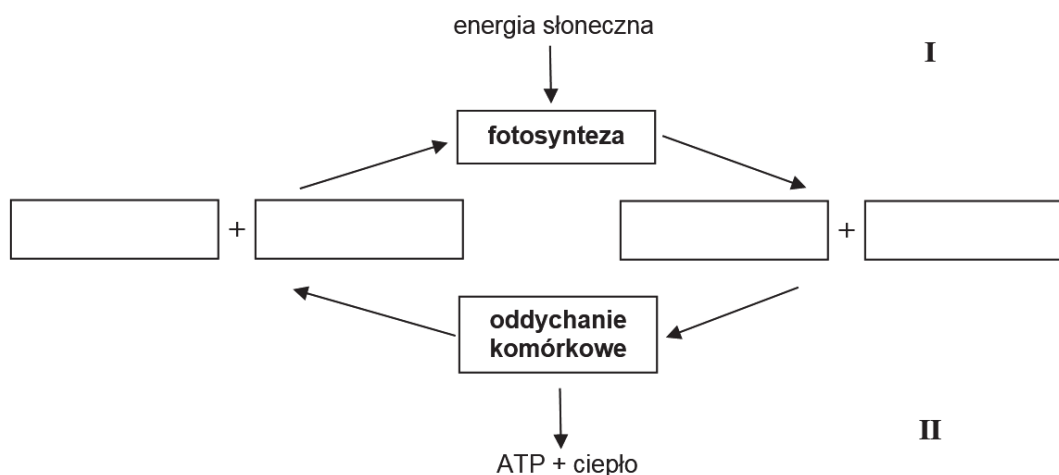 energia słoneczna
I
fotosynteza
+
+
oddychanie
komórkowe
II
ATP + ciepło